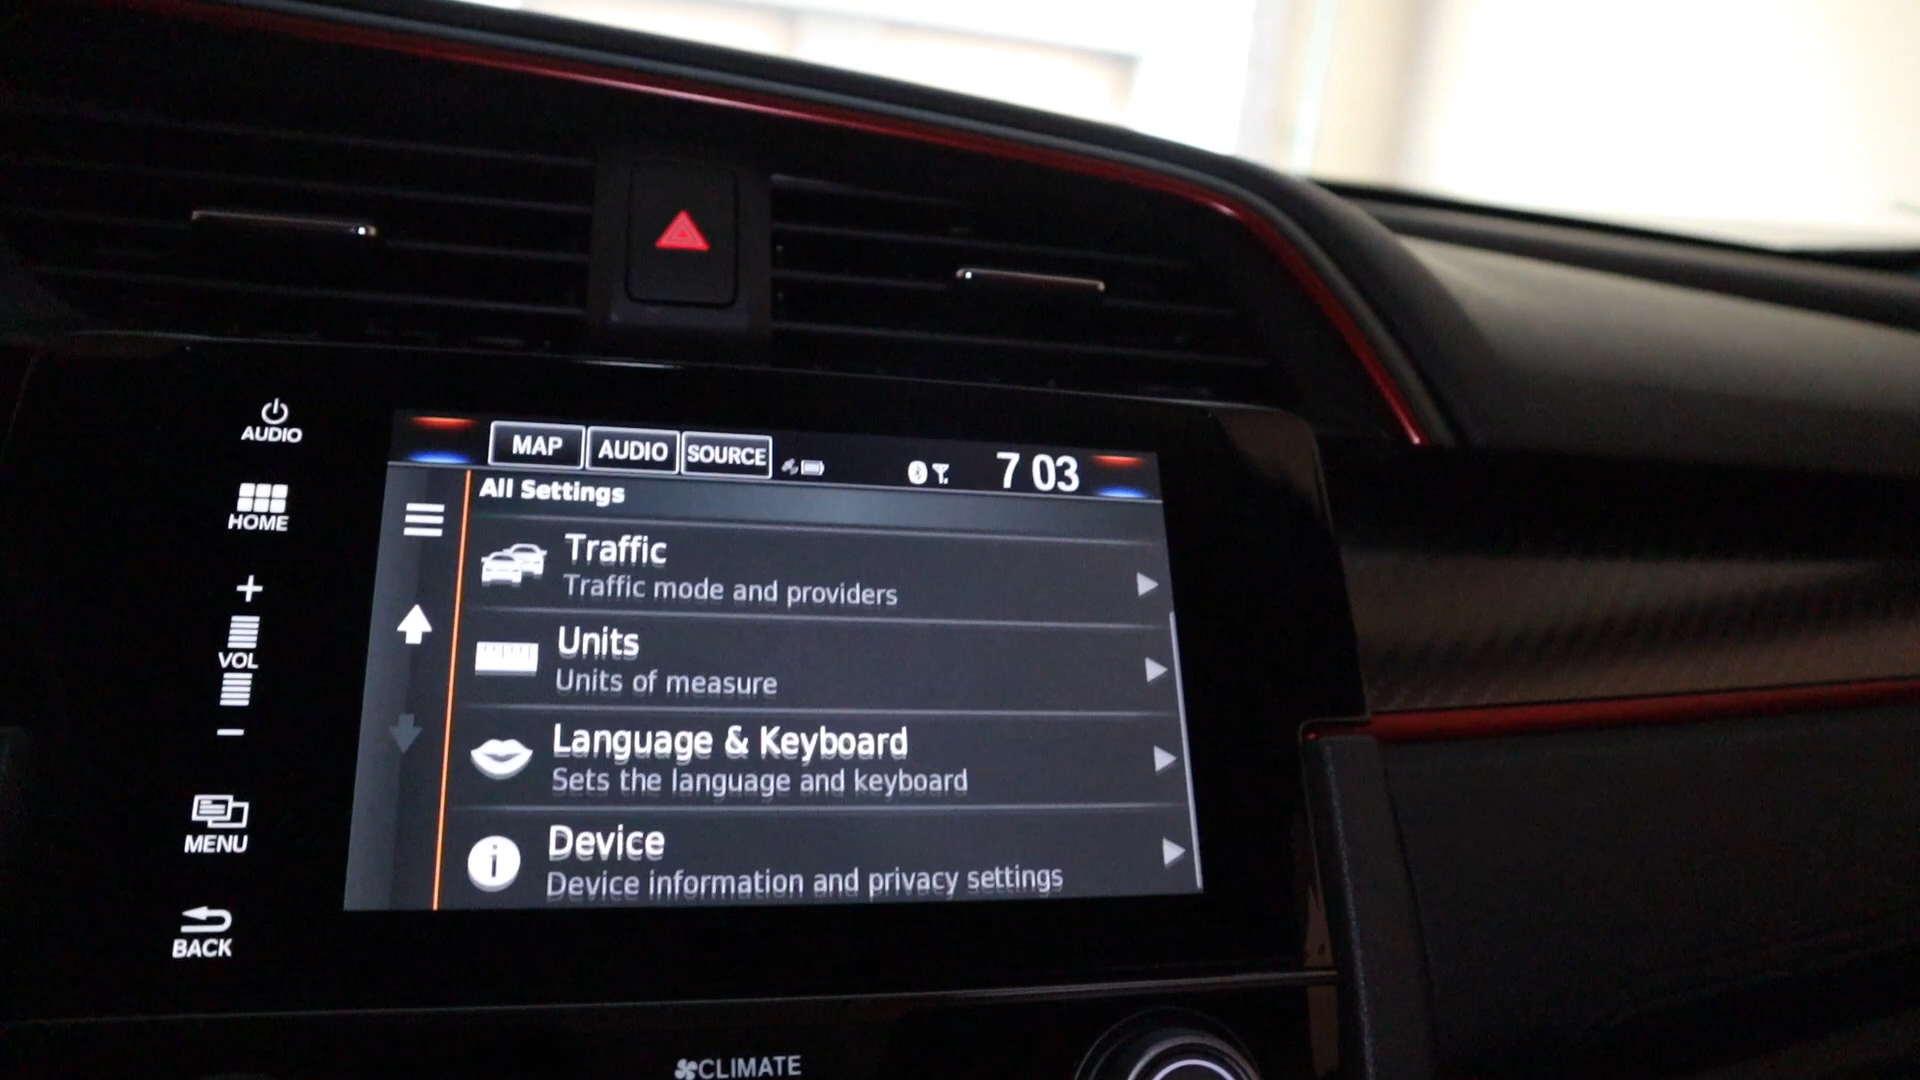 AUDIO
HOME
+
VOL
−
MENU
BACK
MAP AUDIO SOURCE 7 03
All Settings
Traffic
Traffic mode and providers
Units
Units of measure
Language & Keyboard
Sets the language and keyboard
Device
Device information and privacy settings
CLIMATE